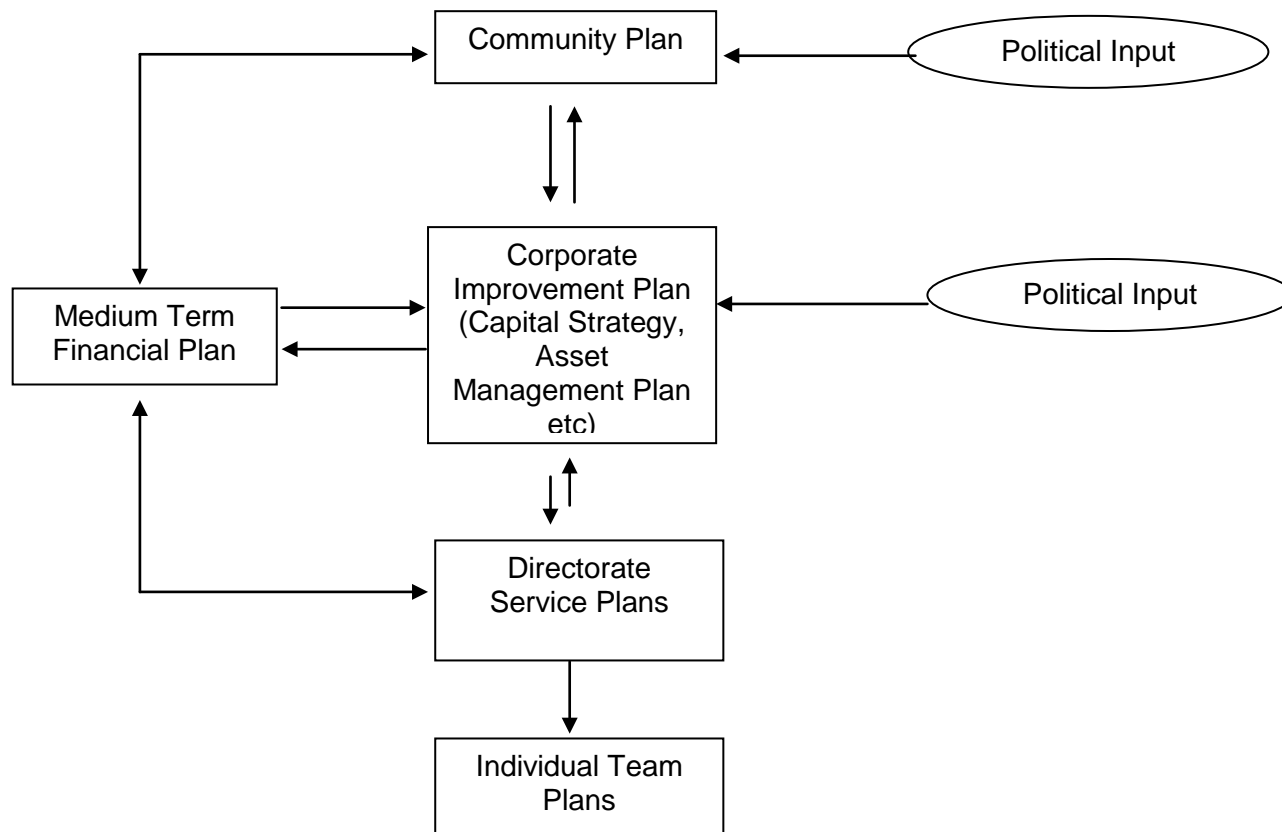 Community Plan
Political Input
Corporate
Improvement Plan
(Capital Strategy,
Asset
Management Plan
etc)
Political Input
Medium Term
Financial Plan
Directorate
Service Plans
Individual Team
Plans